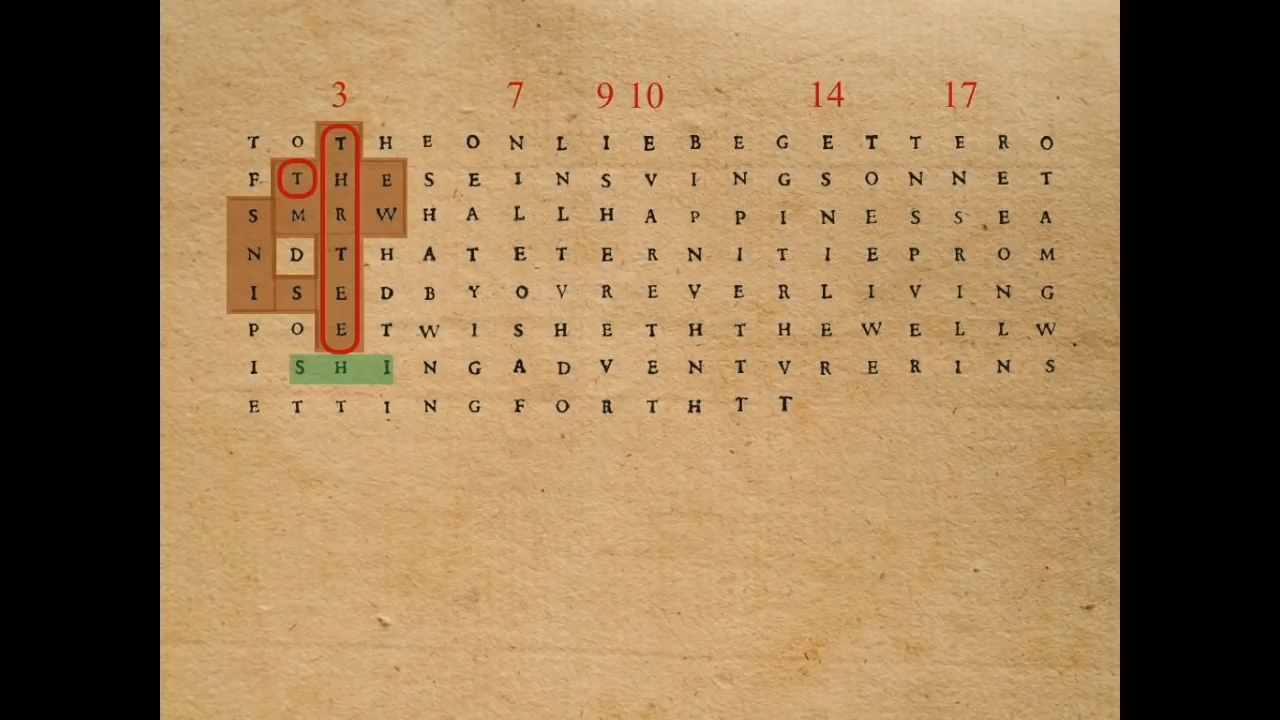 3 7 9 10 14 17
T O T H E O N L I E B E G E T T E R O
F T H E S E I N S V I N G S O N N E T
S M R W H A L L H A P P I N E S S E A
N D T H A T E T E R N I T I E P R O M
I S E D B Y O V R E V E R L I V I N G
P O E T W I S H E T H T H E W E L L W
I S H I N G A D V E N T V R E R I N S
E T T I N G F O R T H T T